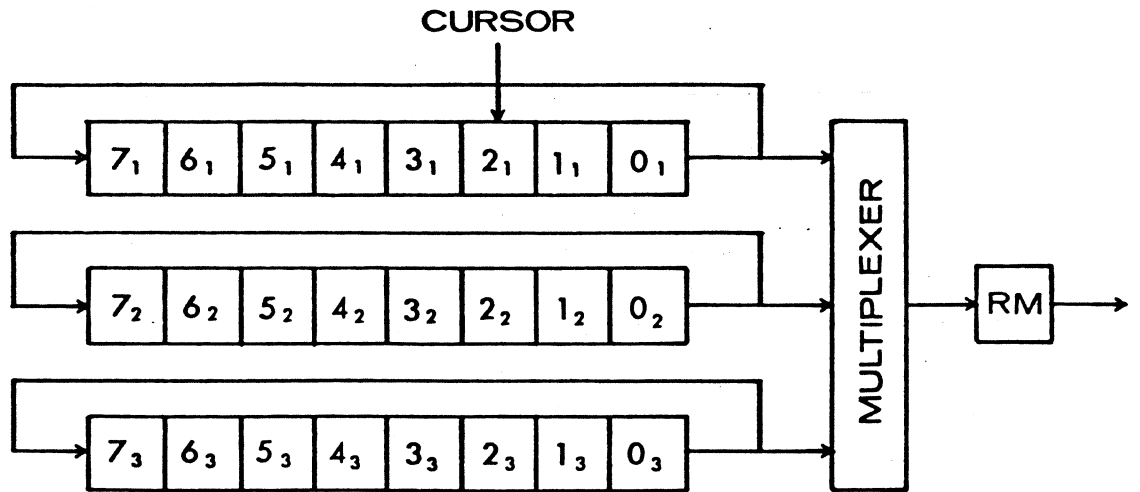 CURSOR
7₁ 6₁ 5₁ 4₁ 3₁ 2₁ 1₁ 0₁
7₂ 6₂ 5₂ 4₂ 3₂ 2₂ 1₂ 0₂
7₃ 6₃ 5₃ 4₃ 3₃ 2₃ 1₃ 0₃
MULTIPLEXER
RM